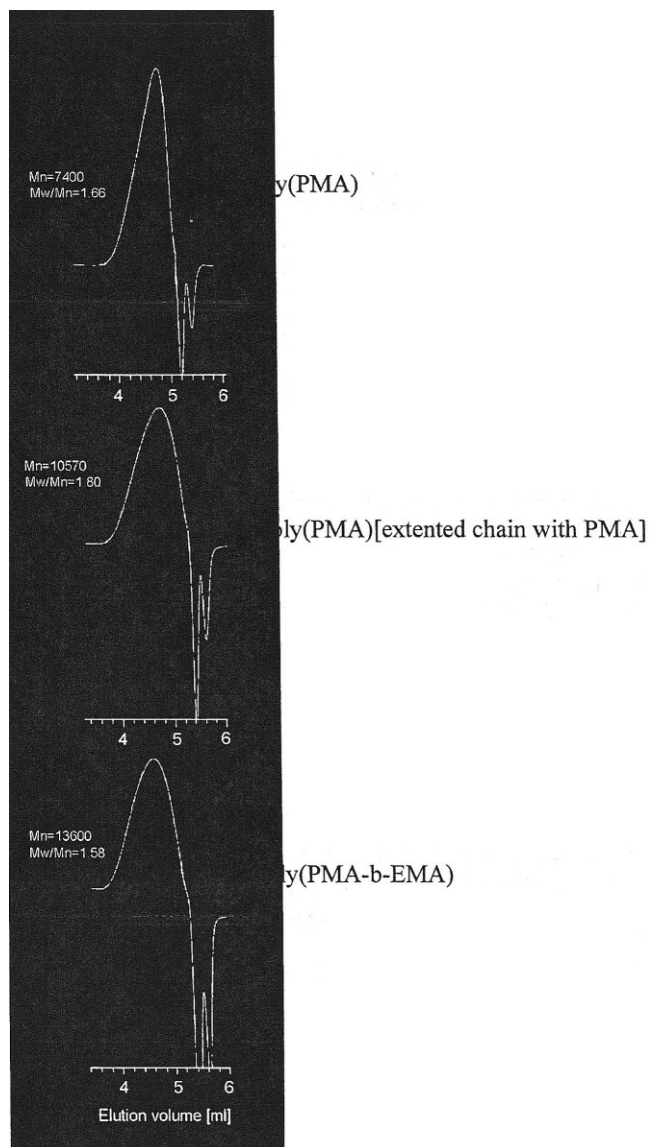 Mn=7400
Mw/Mn=1.66
ly(PMA)
4 5 6
Mn=10570
Mw/Mn=1.80
oly(PMA)[extented chain with PMA]
4 5 6
Mn=13600
Mw/Mn=1.58
ly(PMA-b-EMA)
4 5 6
Elution volume [ml]